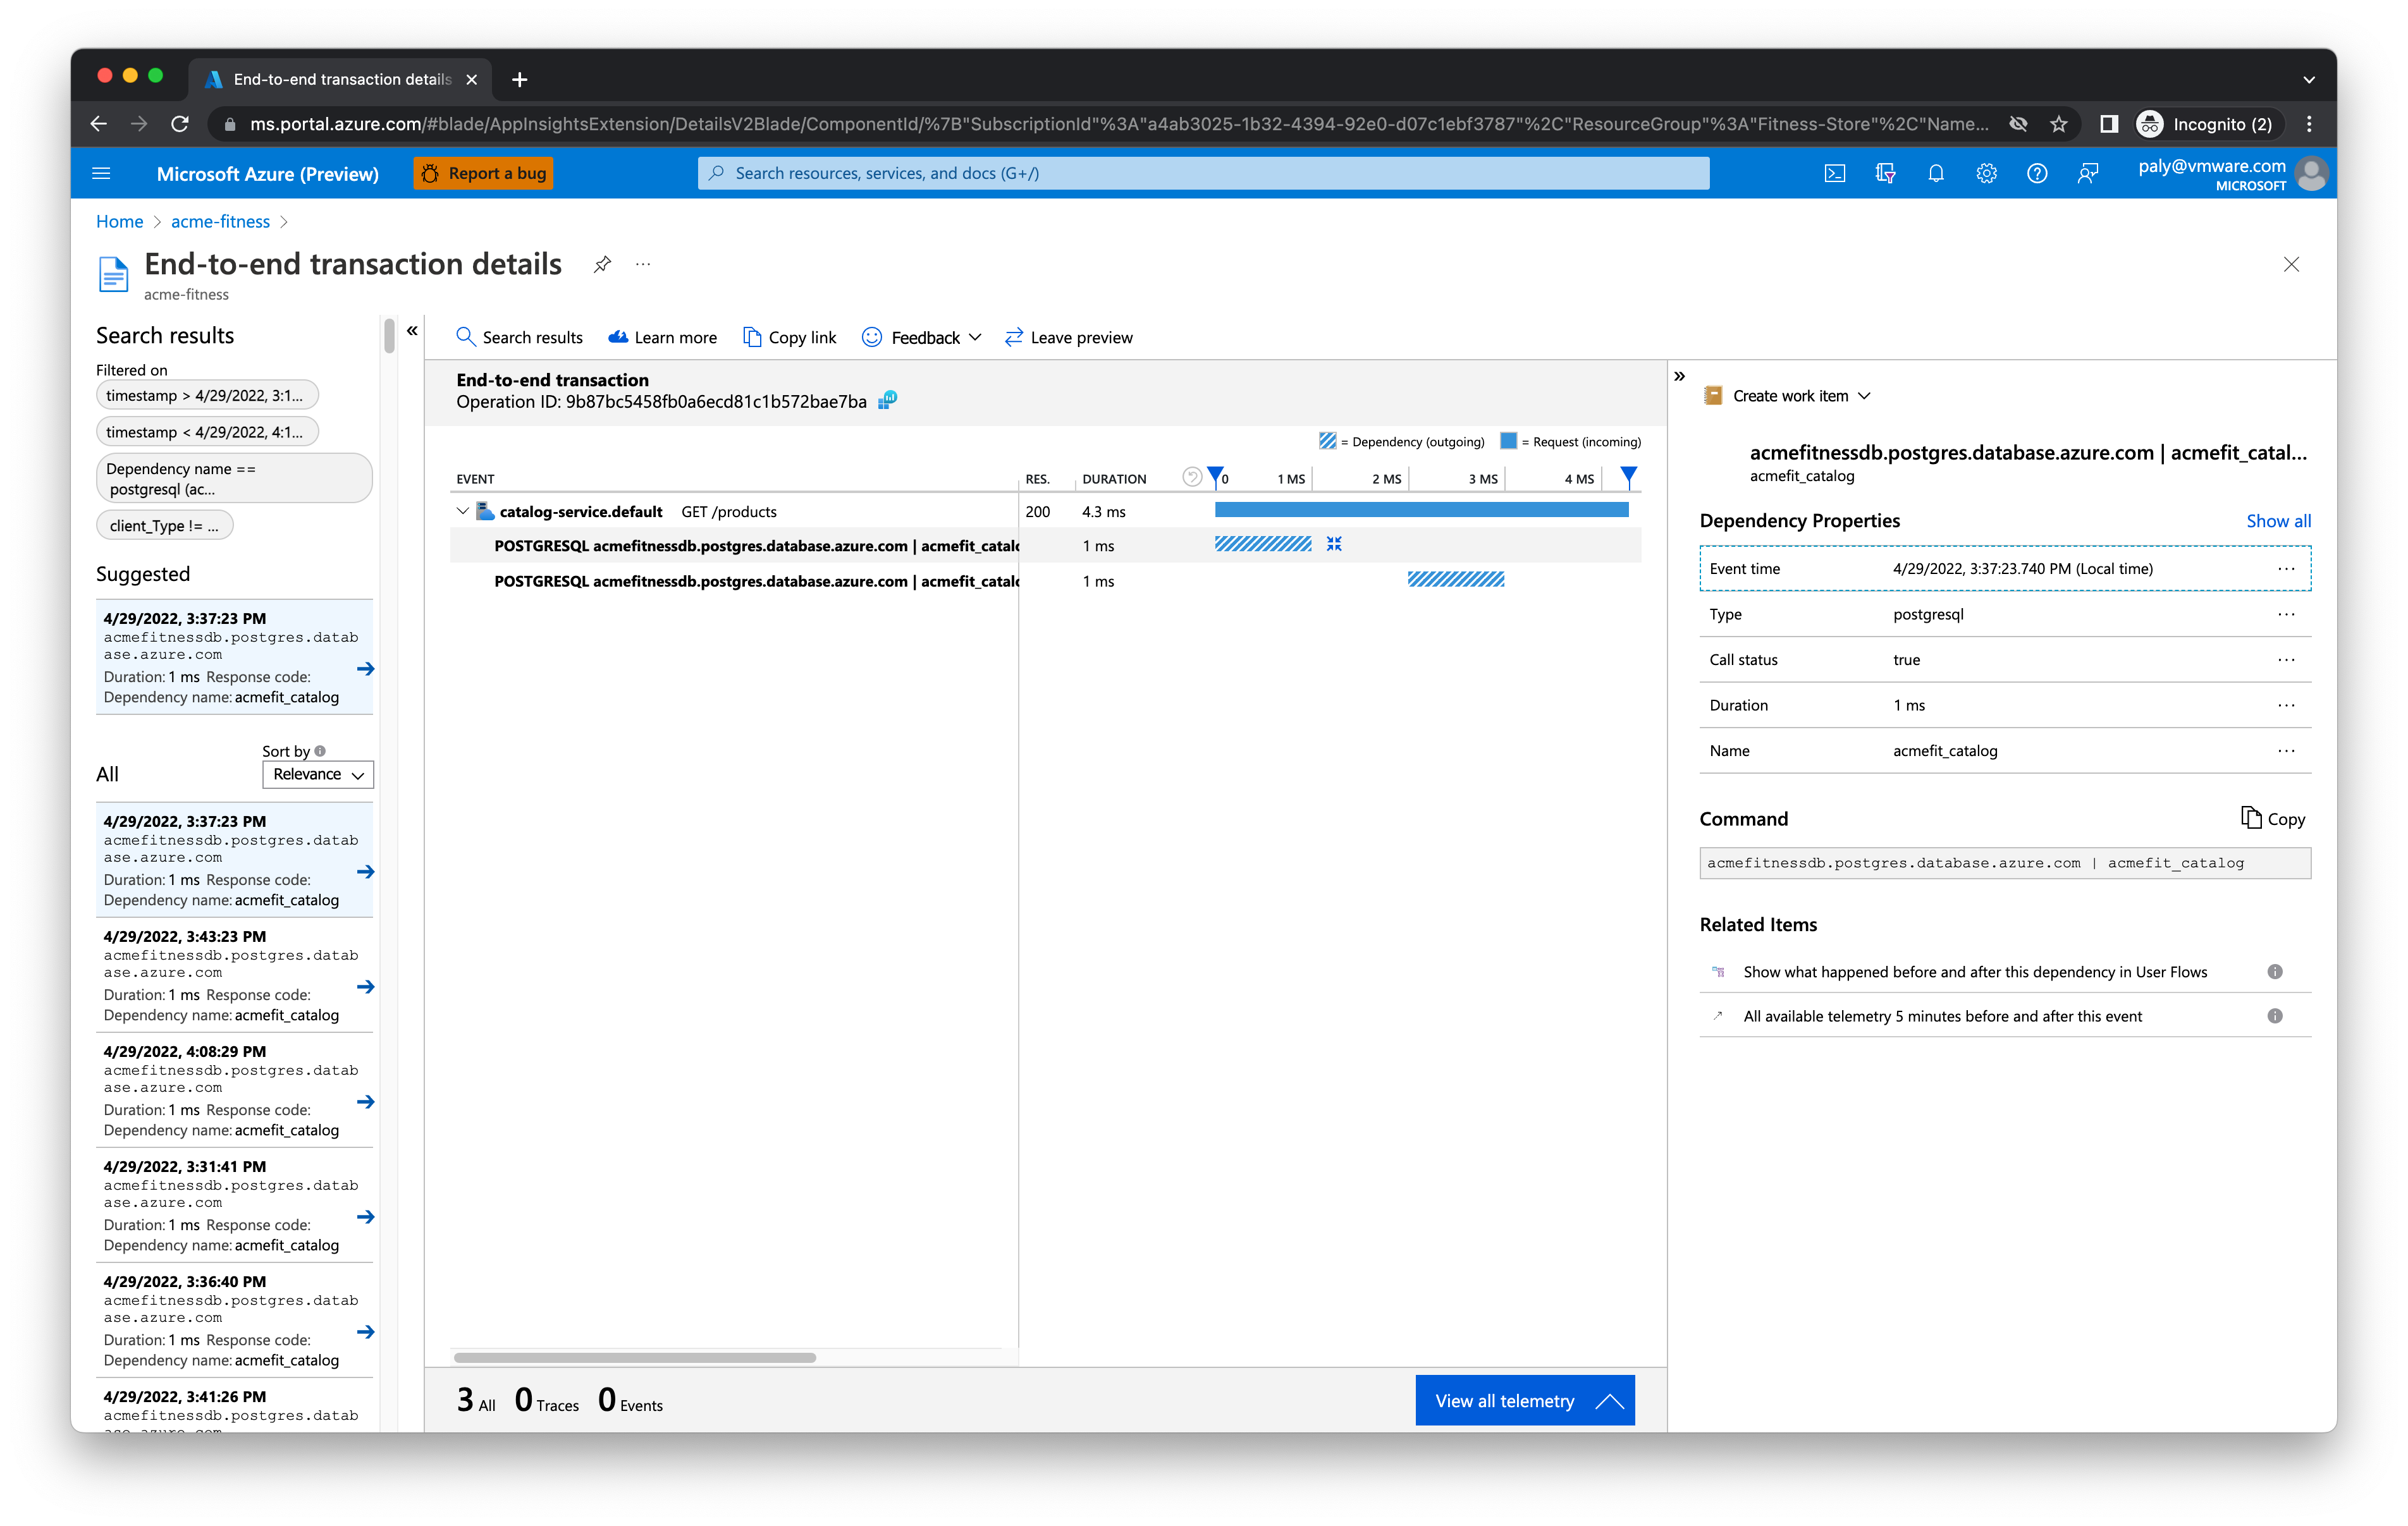 End-to-end transaction details
ms.portal.azure.com/#blade/AppInsightsExtension/DetailsV2Blade/ComponentId/%7B"SubscriptionId"%3A"a4ab3025-1b32-4394-92e0-d07c1ebf3787"%2C"ResourceGroup"%3A"Fitness-Store"%2C"Name...
Incognito (2)
Microsoft Azure (Preview)
Report a bug
Search resources, services, and docs (G+/)
paly@vmware.com
MICROSOFT
Home > acme-fitness >
End-to-end transaction details
acme-fitness
Search results
Filtered on
timestamp > 4/29/2022, 3:1...
timestamp < 4/29/2022, 4:1...
Dependency name ==
postgresql (ac...
client_Type != ...
Suggested
4/29/2022, 3:37:23 PM
acmefitnessdb.postgres.datab
ase.azure.com
Duration: 1 ms Response code:
Dependency name: acmefit_catalog
All
Sort by
Relevance
4/29/2022, 3:37:23 PM
acmefitnessdb.postgres.datab
ase.azure.com
Duration: 1 ms Response code:
Dependency name: acmefit_catalog
4/29/2022, 3:43:23 PM
acmefitnessdb.postgres.datab
ase.azure.com
Duration: 1 ms Response code:
Dependency name: acmefit_catalog
4/29/2022, 4:08:29 PM
acmefitnessdb.postgres.datab
ase.azure.com
Duration: 1 ms Response code:
Dependency name: acmefit_catalog
4/29/2022, 3:31:41 PM
acmefitnessdb.postgres.datab
ase.azure.com
Duration: 1 ms Response code:
Dependency name: acmefit_catalog
4/29/2022, 3:36:40 PM
acmefitnessdb.postgres.datab
ase.azure.com
Duration: 1 ms Response code:
Dependency name: acmefit_catalog
4/29/2022, 3:41:26 PM
acmefitnessdb.postgres.datab
ase.azure.com
Search results
Learn more
Copy link
Feedback
Leave preview
End-to-end transaction
Operation ID: 9b87bc5458fb0a6ecd81c1b572bae7ba
= Dependency (outgoing) = Request (incoming)
EVENT RES. DURATION 0 1 MS 2 MS 3 MS 4 MS
catalog-service.default GET /products 200 4.3 ms
POSTGRESQL acmefitnessdb.postgres.database.azure.com | acmefit_catalo 1 ms
POSTGRESQL acmefitnessdb.postgres.database.azure.com | acmefit_catalo 1 ms
3 All 0 Traces 0 Events
View all telemetry
Create work item
acmefitnessdb.postgres.database.azure.com | acmefit_catal...
acmefit_catalog
Dependency Properties
Show all
Event time 4/29/2022, 3:37:23.740 PM (Local time) ...
Type postgresql ...
Call status true ...
Duration 1 ms ...
Name acmefit_catalog ...
Command
Copy
acmefitnessdb.postgres.database.azure.com | acmefit_catalog
Related Items
Show what happened before and after this dependency in User Flows
All available telemetry 5 minutes before and after this event